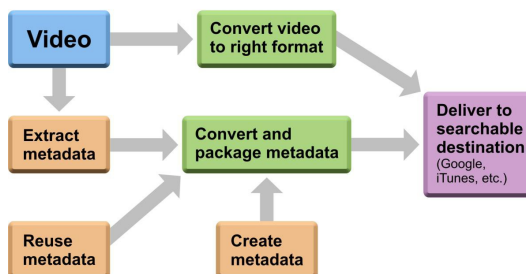 Video
Convert video
to right format
Extract
metadata
Convert and
package metadata
Deliver to
searchable
destination
(Google,
iTunes, etc.)
Reuse
metadata
Create
metadata